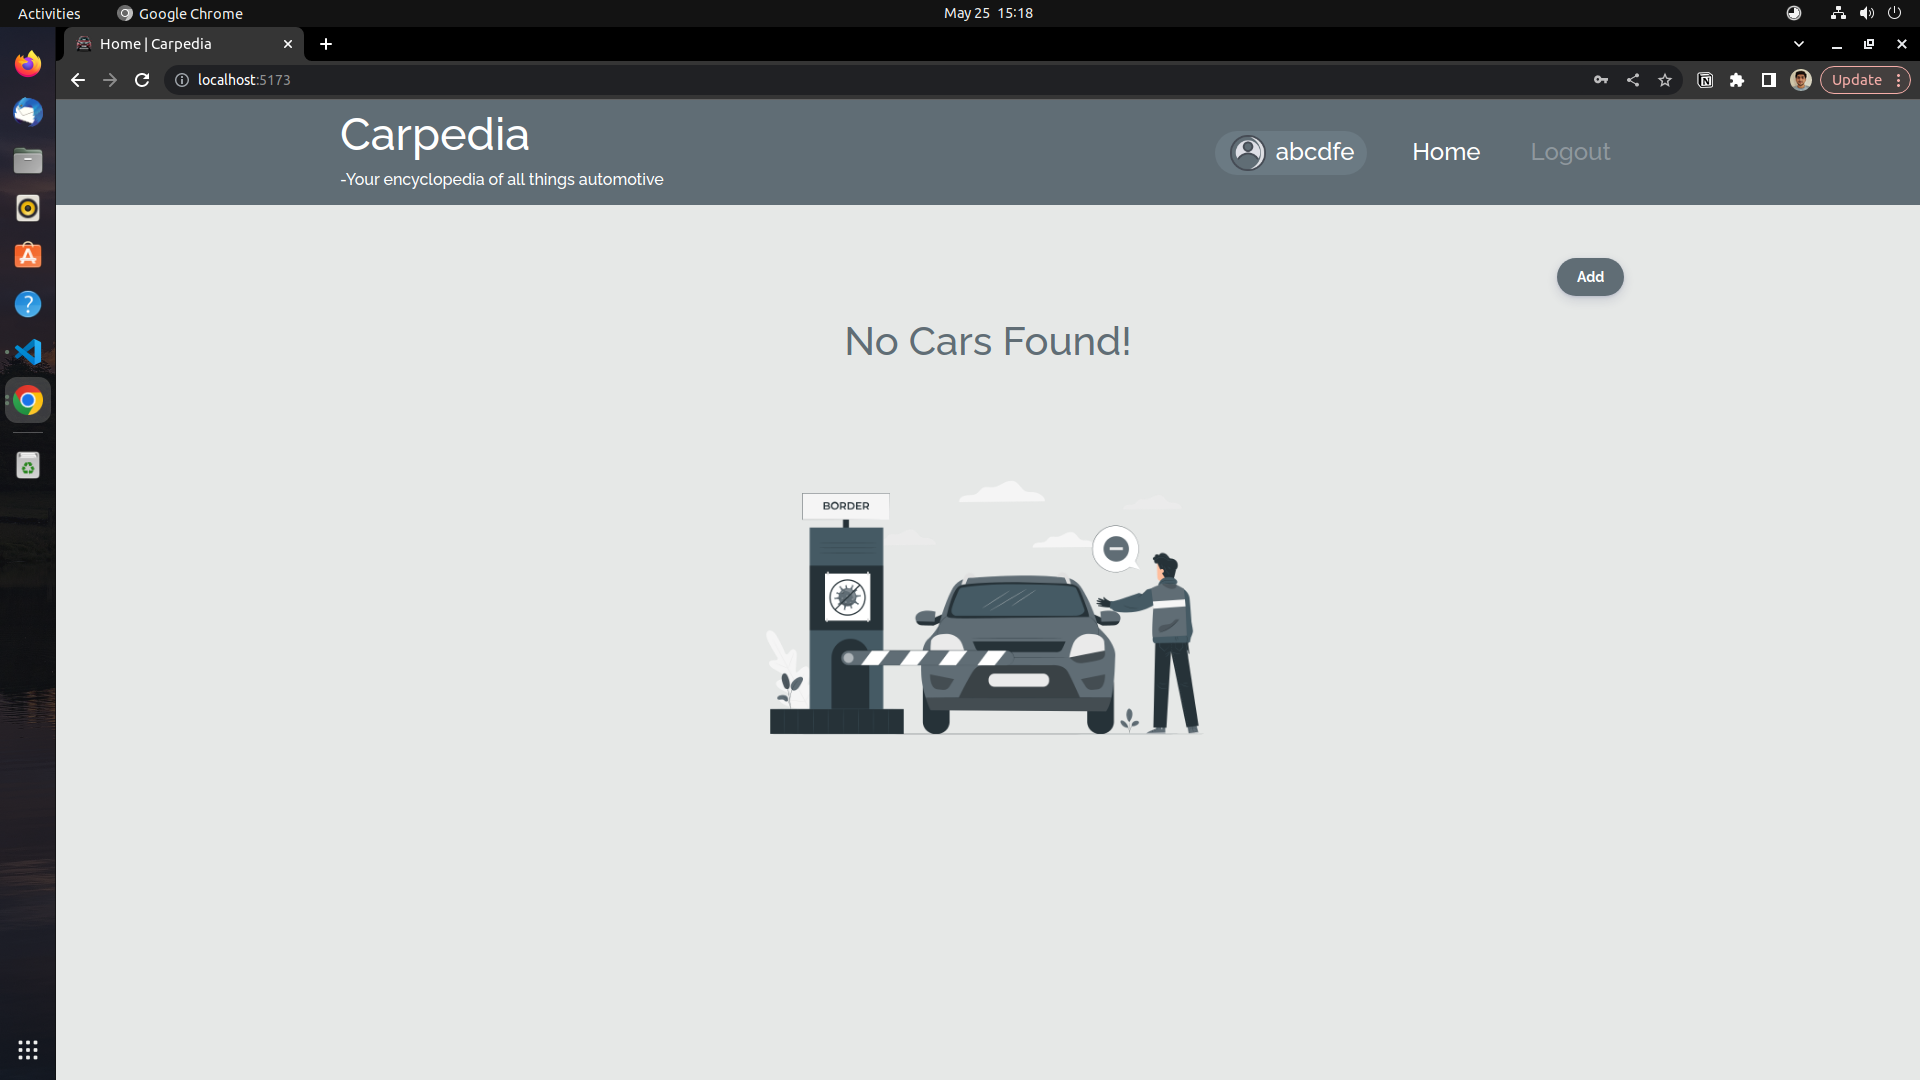 Activities
Google Chrome
May 25 15:18
Home | Carpedia
localhost:5173
Update
Carpedia
-Your encyclopedia of all things automotive
abcdfe
Home
Logout
Add
No Cars Found!
BORDER